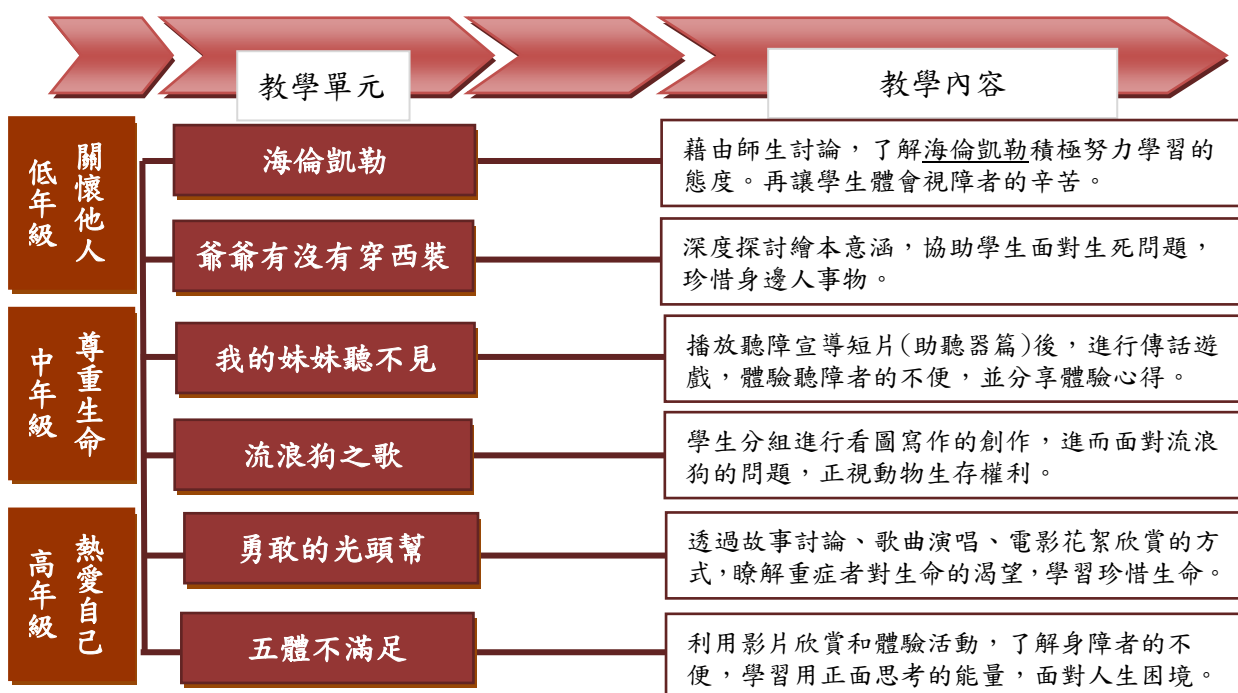 教學單元
教學內容
關懷他人
低年級
海倫凱勒
藉由師生討論，了解海倫凱勒積極努力學習的
態度。再讓學生體會視障者的辛苦。
爺爺有沒有穿西裝
深度探討繪本意涵，協助學生面對生死問題，
珍惜身邊人事物。
尊重生命
中年級
我的妹妹聽不見
播放聽障宣導短片(助聽器篇)後，進行傳話遊
戲，體驗聽障者的不便，並分享體驗心得。
流浪狗之歌
學生分組進行看圖寫作的創作，進而面對流浪
狗的問題，正視動物生存權利。
熱愛自己
高年級
勇敢的光頭幫
透過故事討論、歌曲演唱、電影花絮欣賞的方
式，瞭解重症者對生命的渴望，學習珍惜生命。
五體不滿足
利用影片欣賞和體驗活動，了解身障者的不
便，學習用正面思考的能量，面對人生困境。